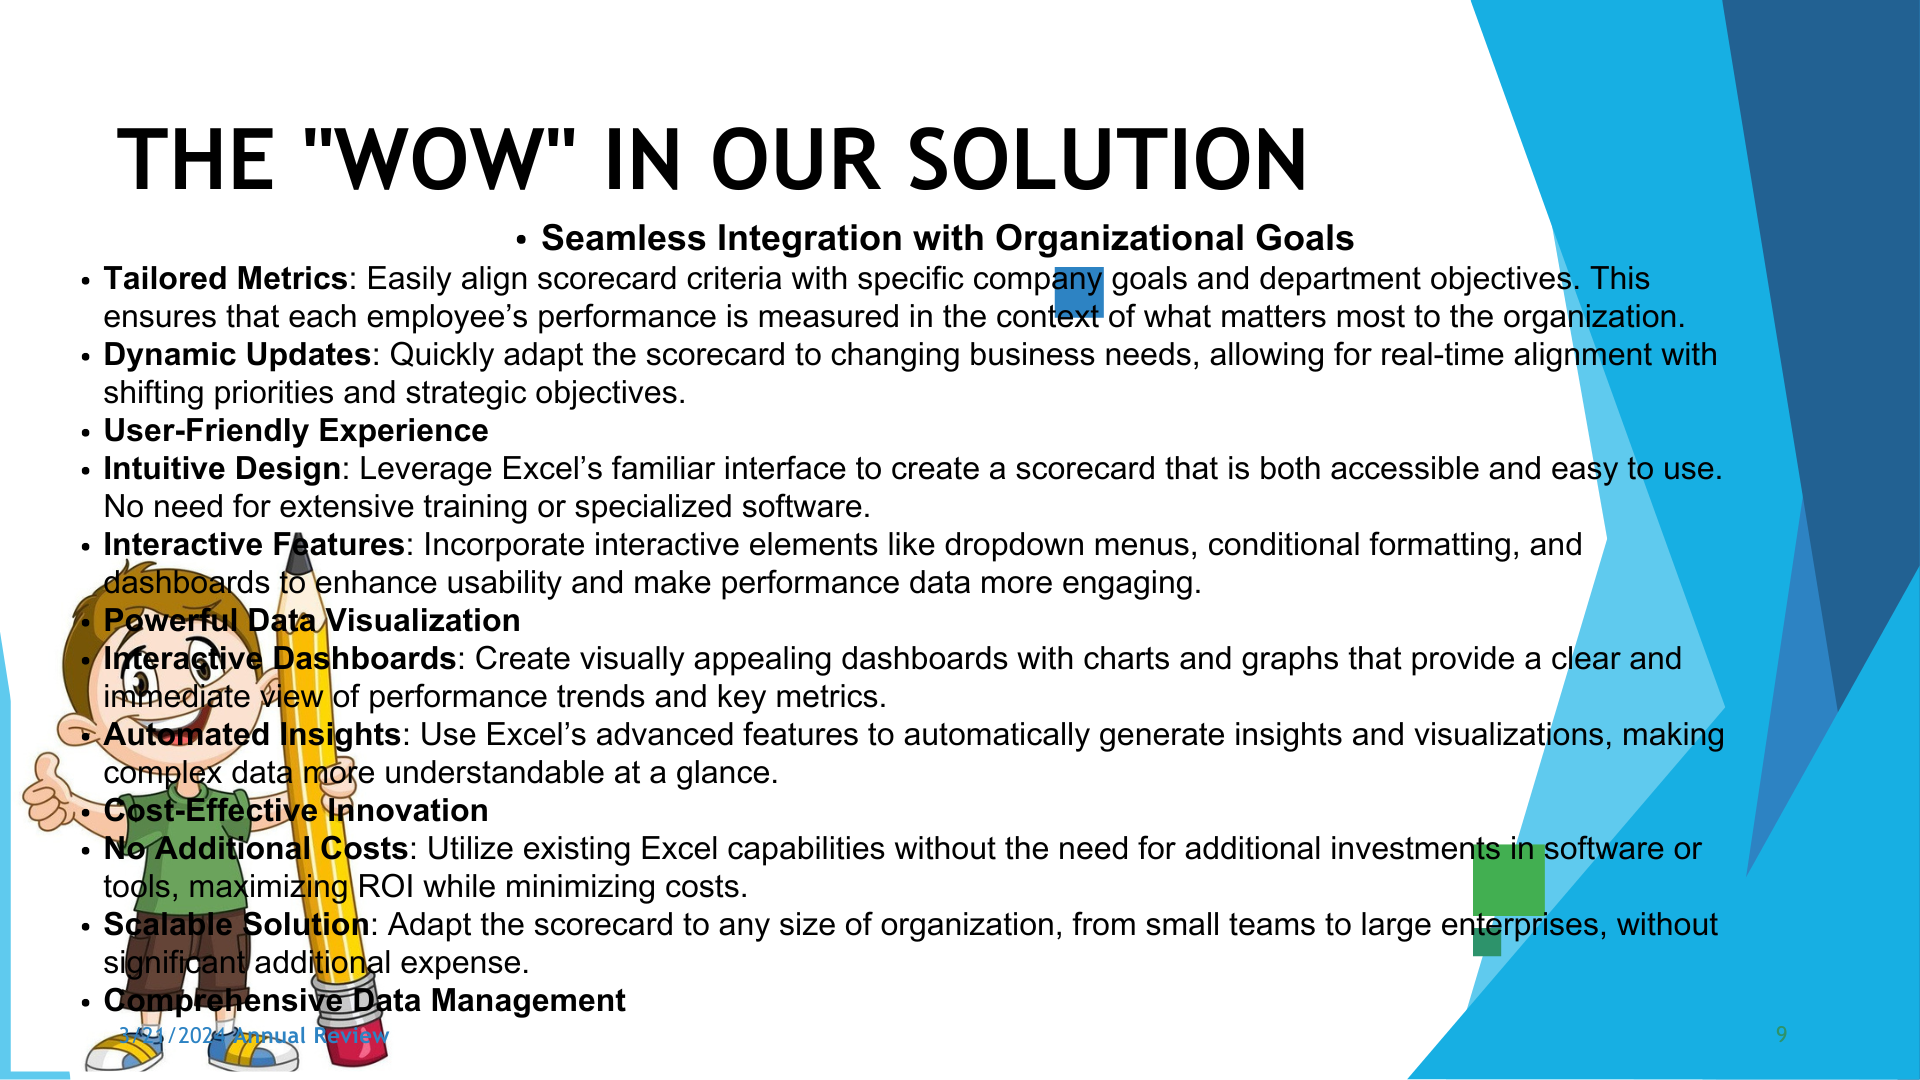 THE "WOW" IN OUR SOLUTION
• Seamless Integration with Organizational Goals
• Tailored Metrics: Easily align scorecard criteria with specific company goals and department objectives. This
ensures that each employee’s performance is measured in the context of what matters most to the organization.
• Dynamic Updates: Quickly adapt the scorecard to changing business needs, allowing for real-time alignment with
shifting priorities and strategic objectives.
• User-Friendly Experience
• Intuitive Design: Leverage Excel’s familiar interface to create a scorecard that is both accessible and easy to use.
No need for extensive training or specialized software.
• Interactive Features: Incorporate interactive elements like dropdown menus, conditional formatting, and
dashboards to enhance usability and make performance data more engaging.
• Powerful Data Visualization
• Interactive Dashboards: Create visually appealing dashboards with charts and graphs that provide a clear and
immediate view of performance trends and key metrics.
• Automated Insights: Use Excel’s advanced features to automatically generate insights and visualizations, making
complex data more understandable at a glance.
• Cost-Effective Innovation
• No Additional Costs: Utilize existing Excel capabilities without the need for additional investments in software or
tools, maximizing ROI while minimizing costs.
• Scalable Solution: Adapt the scorecard to any size of organization, from small teams to large enterprises, without
significant additional expense.
• Comprehensive Data Management
3/21/2024 Annual Review
9